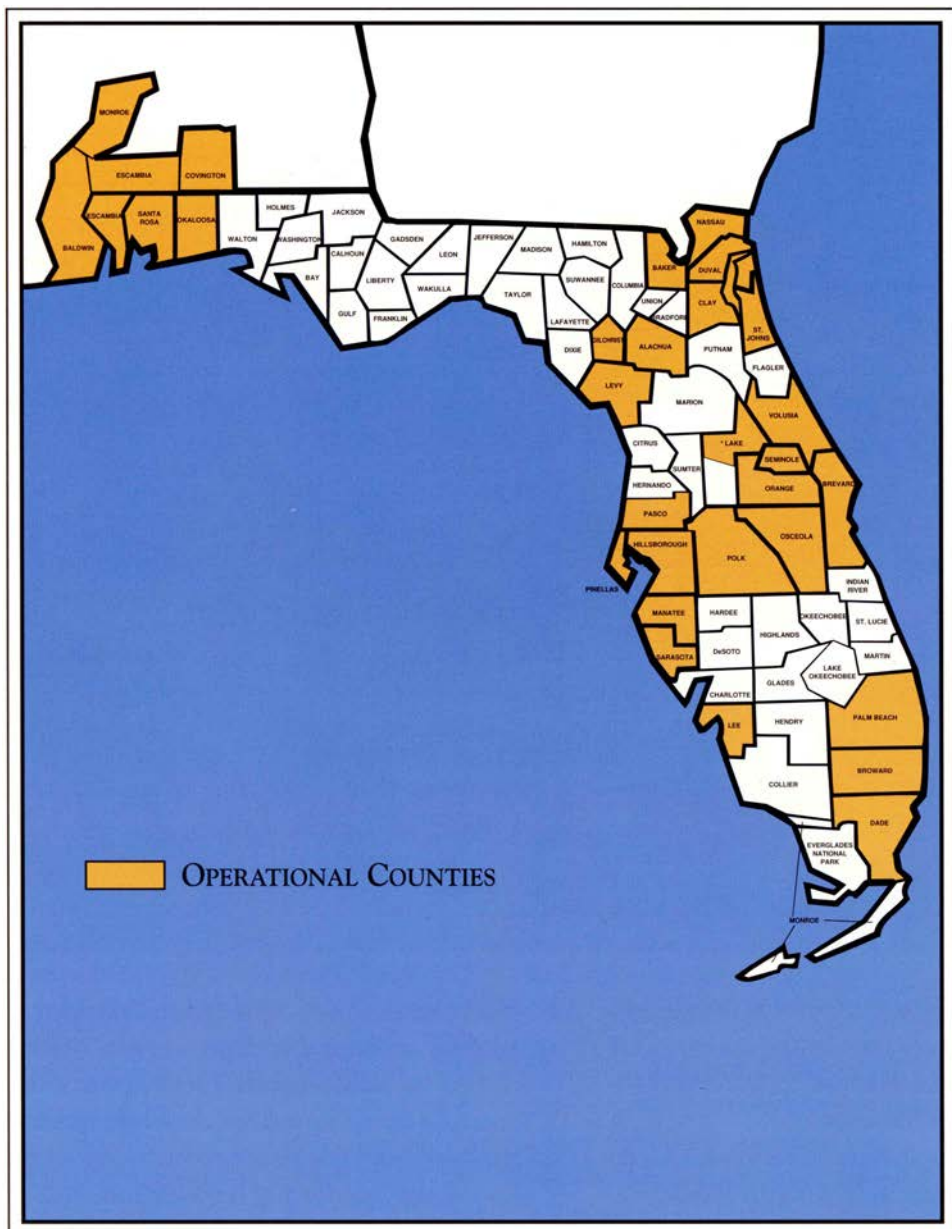 MONROE
ESCAMBIA
COVINGTON
BALDWIN
ESCAMBIA
SANTA
ROSA
OKALOOSA
WALTON
HOLMES
WASHINGTON
JACKSON
BAY
CALHOUN
GULF
GADSDEN
LIBERTY
FRANKLIN
LEON
WAKULLA
JEFFERSON
MADISON
TAYLOR
HAMILTON
SUWANNEE
LAFAYETTE
DIXIE
COLUMBIA
BAKER
UNION
BRADFORD
GILCHRIST
ALACHUA
LEVY
NASSAU
DUVAL
CLAY
ST.
JOHNS
PUTNAM
FLAGLER
MARION
VOLUSIA
CITRUS
* LAKE
SUMTER
SEMINOLE
HERNANDO
ORANGE
BREVARD
PASCO
HILLSBOROUGH
POLK
OSCEOLA
PINELLAS
INDIAN
RIVER
MANATEE
HARDEE
OKEECHOBEE
ST. LUCIE
HIGHLANDS
SARASOTA
DeSOTO
MARTIN
LAKE
OKEECHOBEE
CHARLOTTE
GLADES
PALM BEACH
LEE
HENDRY
BROWARD
COLLIER
DADE
EVERGLADES
NATIONAL
PARK
OPERATIONAL COUNTIES
MONROE